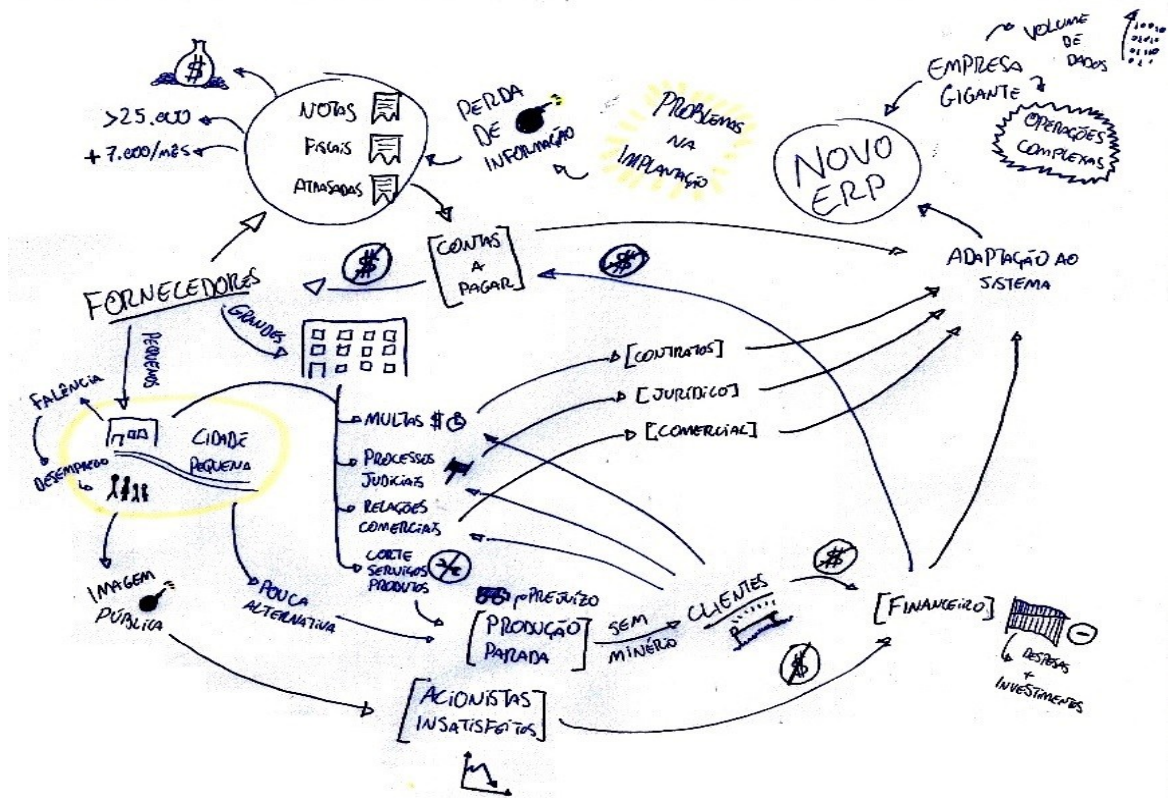 $
>25.000
+ 7.000/MÊS
NOTAS
FISCAIS
ATRASADAS
PERDA
DE
INFORMAÇÃO
PROBLEMAS
NA
IMPLANTAÇÃO
NOVO
ERP
EMPRESA
GIGANTE
VOLUME
DE
DADOS
OPERAÇÕES
COMPLEXAS
ADAPTAÇÃO AO
SISTEMA
[CONTAS
A
PAGAR]
$
$
FORNECEDORES
PEQUENOS
GRANDES
FALÊNCIA
DESEMPREGO
CIDADE
PEQUENA
MULTAS $
PROCESSOS
JUDICIAIS
RELAÇÕES
COMERCIAIS
CORTE
SERVIÇOS
PRODUTOS
[CONTRATOS]
[JURÍDICO]
[COMERCIAL]
IMAGEM
PÚBLICA
POUCA
ALTERNATIVA
PREJUÍZO
[PRODUÇÃO
PARADA]
SEM
MINÉRIO
CLIENTES
$
$
[FINANCEIRO]
DESPESAS
+
INVESTIMENTOS
[ACIONISTAS
INSATISFEITOS]